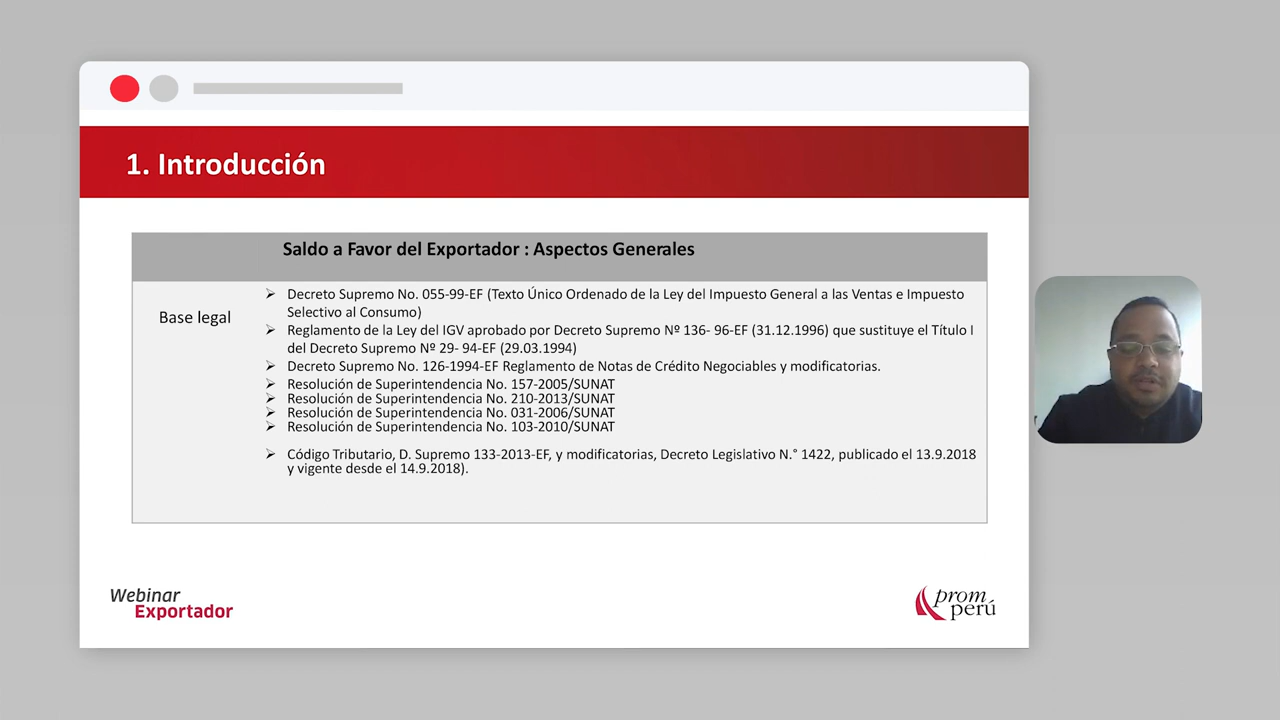 1. Introducción
Saldo a Favor del Exportador : Aspectos Generales
Base legal
➢ Decreto Supremo No. 055-99-EF (Texto Único Ordenado de la Ley del Impuesto General a las Ventas e Impuesto
Selectivo al Consumo)
➢ Reglamento de la Ley del IGV aprobado por Decreto Supremo Nº 136- 96-EF (31.12.1996) que sustituye el Título I
del Decreto Supremo Nº 29- 94-EF (29.03.1994)
➢ Decreto Supremo No. 126-1994-EF Reglamento de Notas de Crédito Negociables y modificatorias.
➢ Resolución de Superintendencia No. 157-2005/SUNAT
➢ Resolución de Superintendencia No. 210-2013/SUNAT
➢ Resolución de Superintendencia No. 031-2006/SUNAT
➢ Resolución de Superintendencia No. 103-2010/SUNAT
➢ Código Tributario, D. Supremo 133-2013-EF, y modificatorias, Decreto Legislativo N.° 1422, publicado el 13.9.2018
y vigente desde el 14.9.2018).
Webinar
Exportador
prom
perú